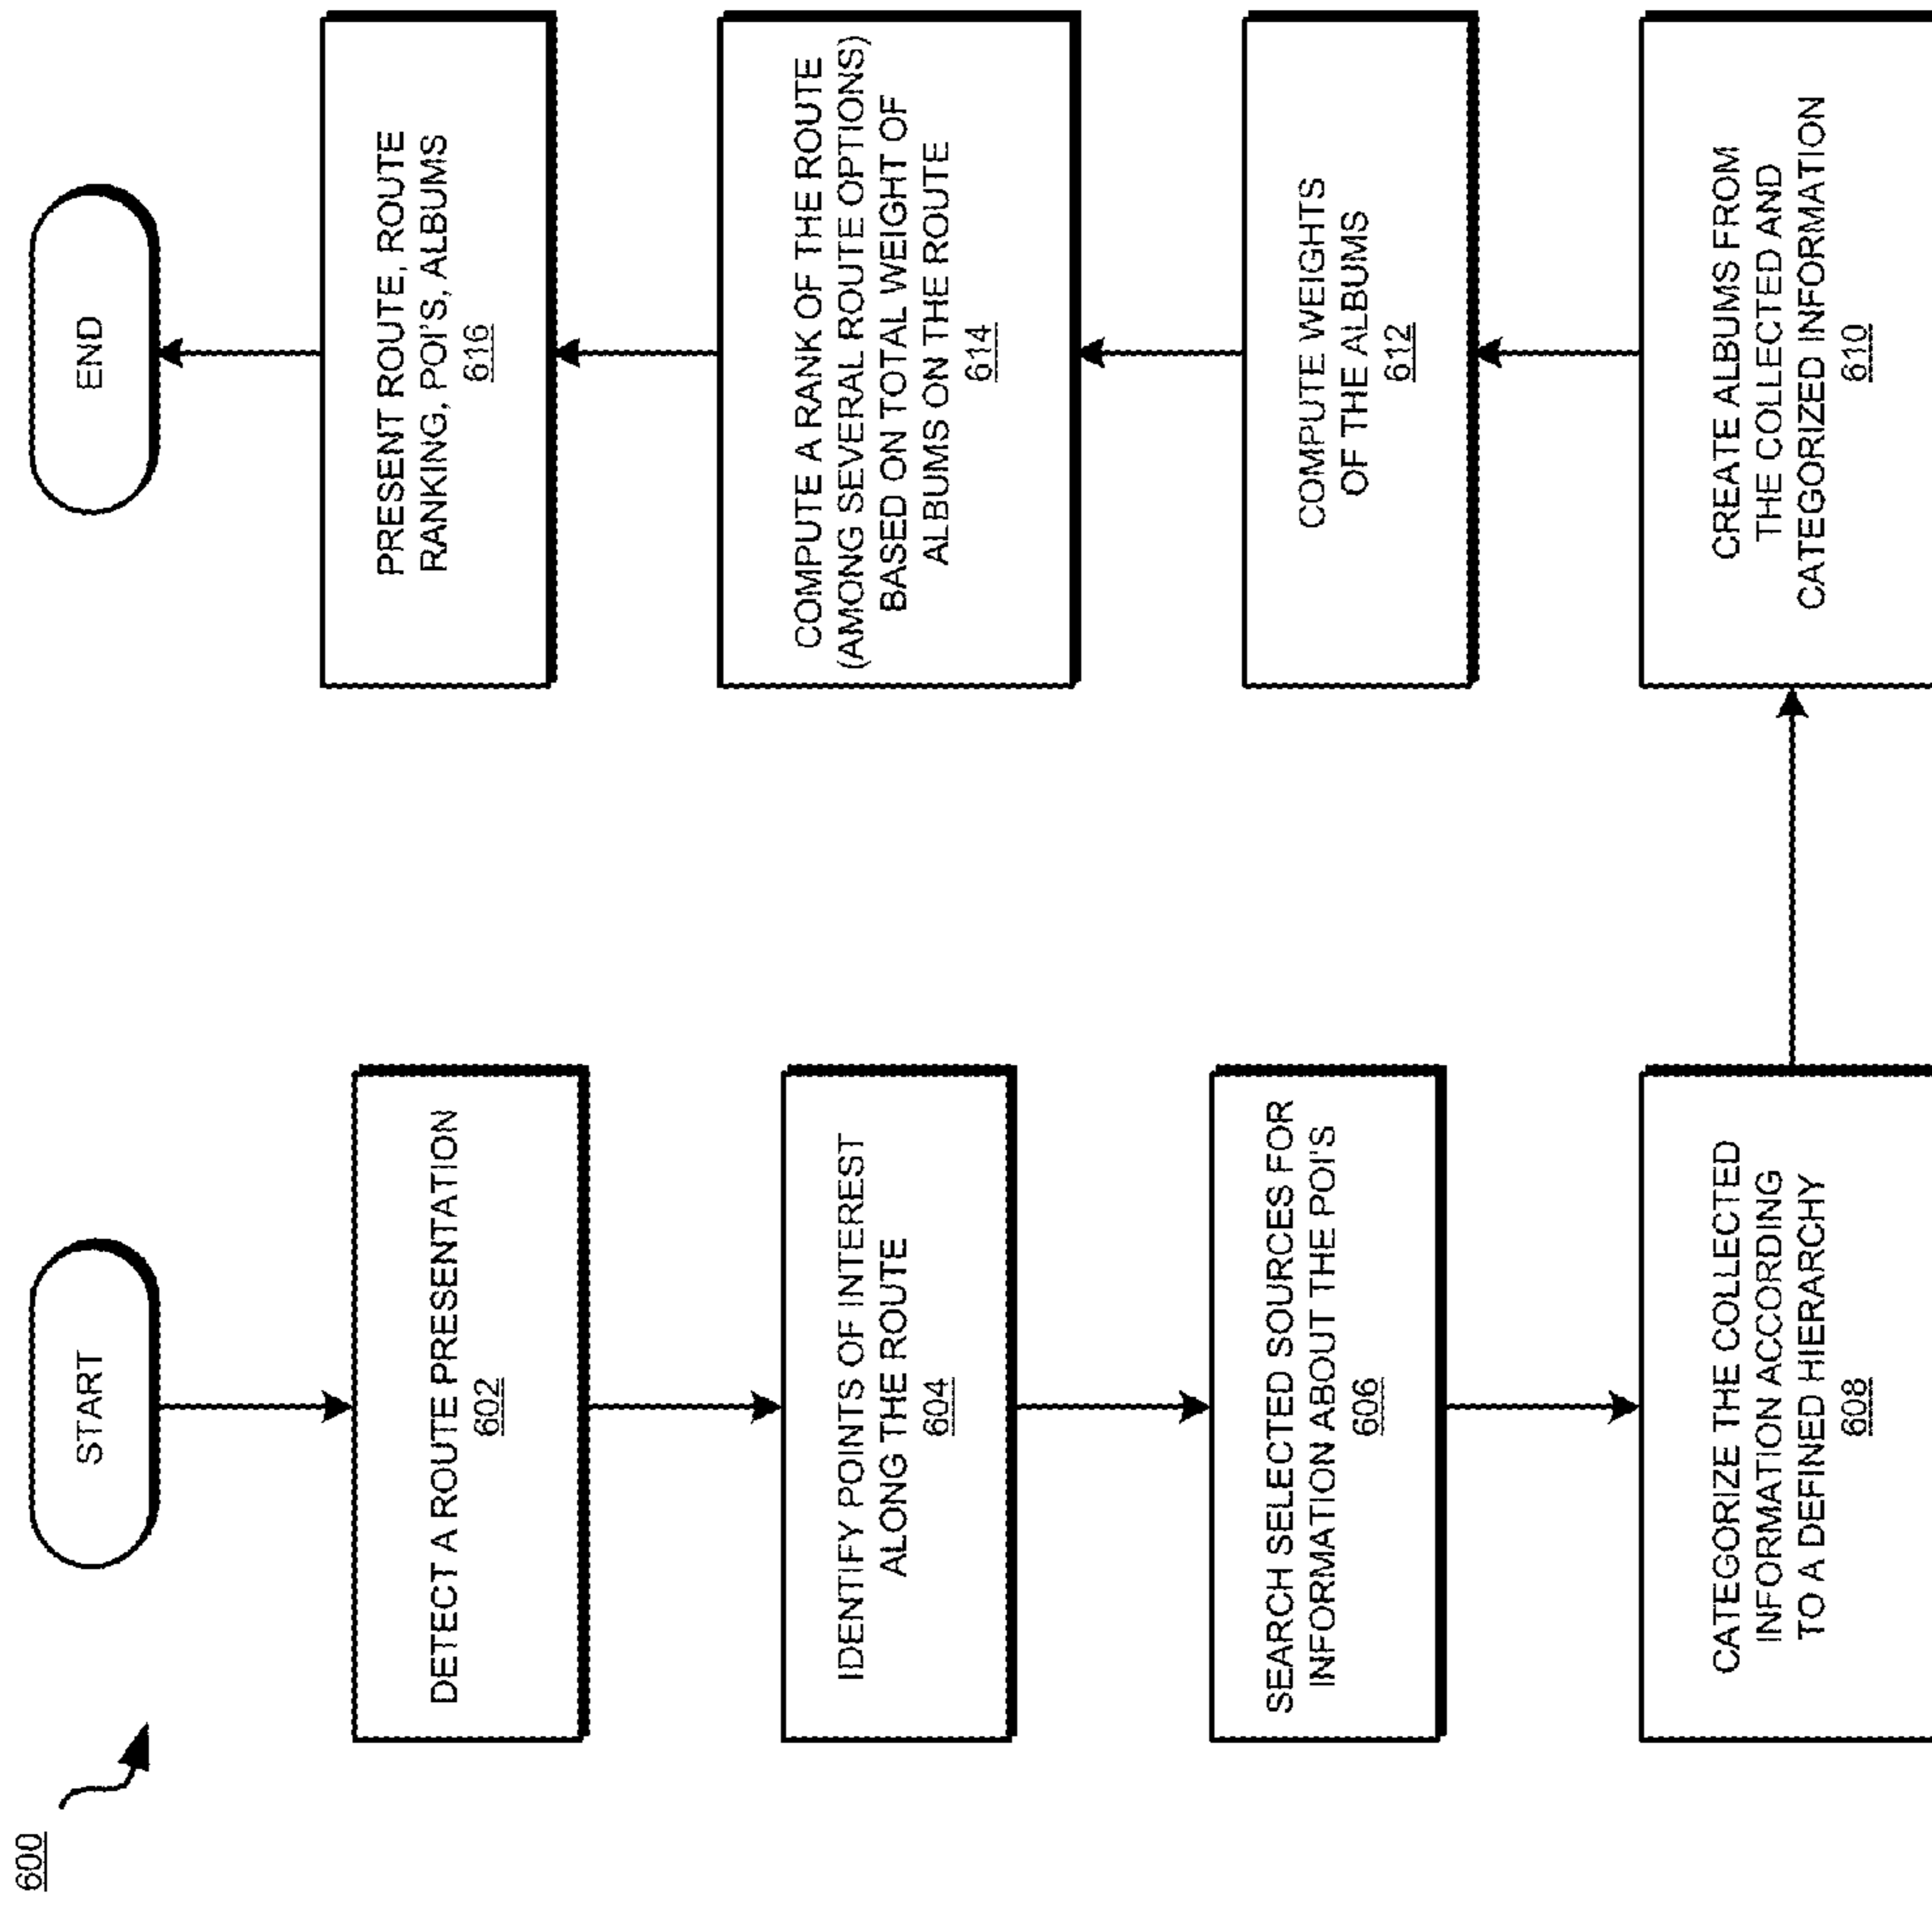 600
START
DETECT A ROUTE PRESENTATION
602
IDENTIFY POINTS OF INTEREST
ALONG THE ROUTE
604
SEARCH SELECTED SOURCES FOR
INFORMATION ABOUT THE POI'S
606
CATEGORIZE THE COLLECTED
INFORMATION ACCORDING
TO A DEFINED HIERARCHY
608
CREATE ALBUMS FROM
THE COLLECTED AND
CATEGORIZED INFORMATION
610
COMPUTE WEIGHTS
OF THE ALBUMS
612
COMPUTE A RANK OF THE ROUTE
(AMONG SEVERAL ROUTE OPTIONS)
BASED ON TOTAL WEIGHT OF
ALBUMS ON THE ROUTE
614
PRESENT ROUTE, ROUTE
RANKING, POI'S, ALBUMS
616
END